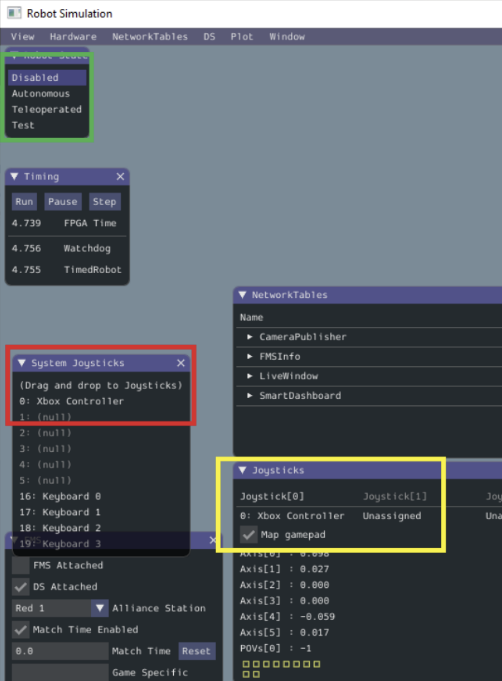 Robot Simulation
View Hardware NetworkTables DS Plot Window
Robot State
Disabled
Autonomous
Teleoperated
Test
Timing
Run Pause Step
4.739 FPGA Time
4.756 Watchdog
4.755 TimedRobot
NetworkTables
Name
CameraPublisher
FMSInfo
LiveWindow
SmartDashboard
System Joysticks
(Drag and drop to Joysticks)
0: Xbox Controller
1: (null)
2: (null)
3: (null)
4: (null)
5: (null)
16: Keyboard 0
17: Keyboard 1
18: Keyboard 2
19: Keyboard 3
Joysticks
Joystick[0] Joystick[1] Joy
0: Xbox Controller Unassigned Una
Map gamepad
Axis[0] : 0.098
Axis[1] : 0.027
Axis[2] : 0.000
Axis[3] : 0.000
Axis[4] : -0.059
Axis[5] : 0.017
POVs[0] : -1
FMS
FMS Attached
DS Attached
Red 1 Alliance Station
Match Time Enabled
0.0 Match Time Reset
Game Specific